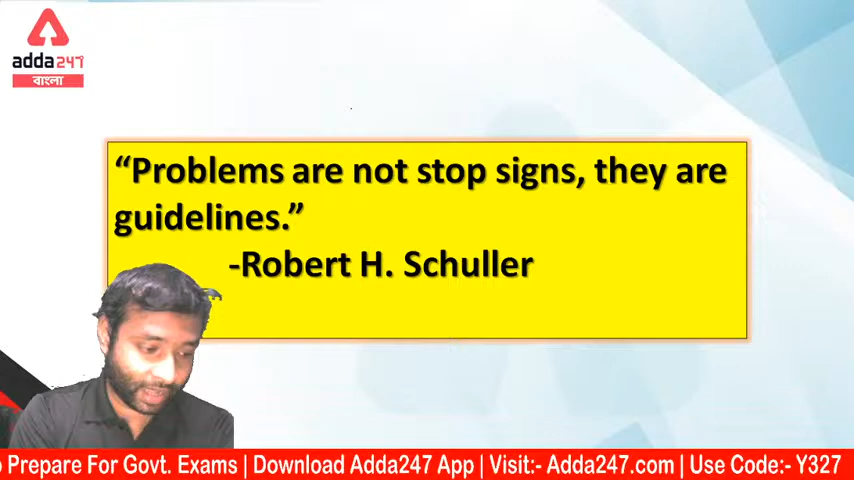 adda247
বাংলা
“Problems are not stop signs, they are
guidelines.”
-Robert H. Schuller
Prepare For Govt. Exams | Download Adda247 App | Visit:- Adda247.com | Use Code:- Y327